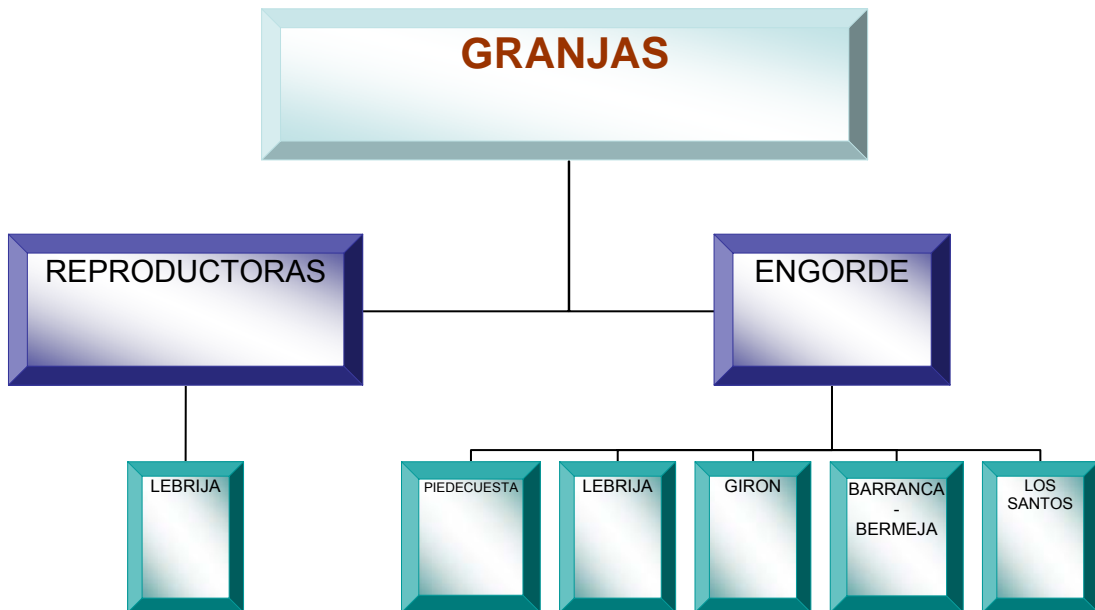 GRANJAS
REPRODUCTORAS
ENGORDE
LEBRIJA
PIEDECUESTA
LEBRIJA
GIRON
BARRANCA
-
BERMEJA
LOS
SANTOS